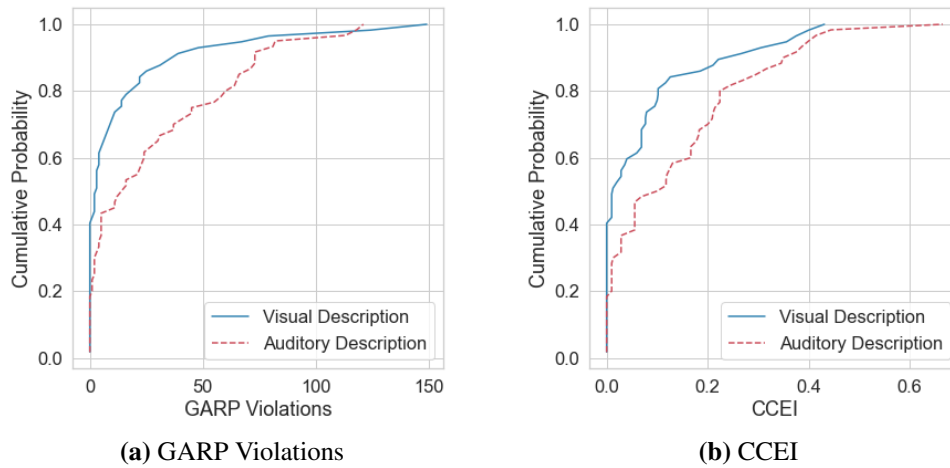 1.0
0.8
0.6
0.4
0.2
0.0
Cumulative Probability
Visual Description
Auditory Description
0 50 100 150
GARP Violations
(a) GARP Violations
1.0
0.8
0.6
0.4
0.2
0.0
Cumulative Probability
Visual Description
Auditory Description
0.0 0.2 0.4 0.6
CCEI
(b) CCEI